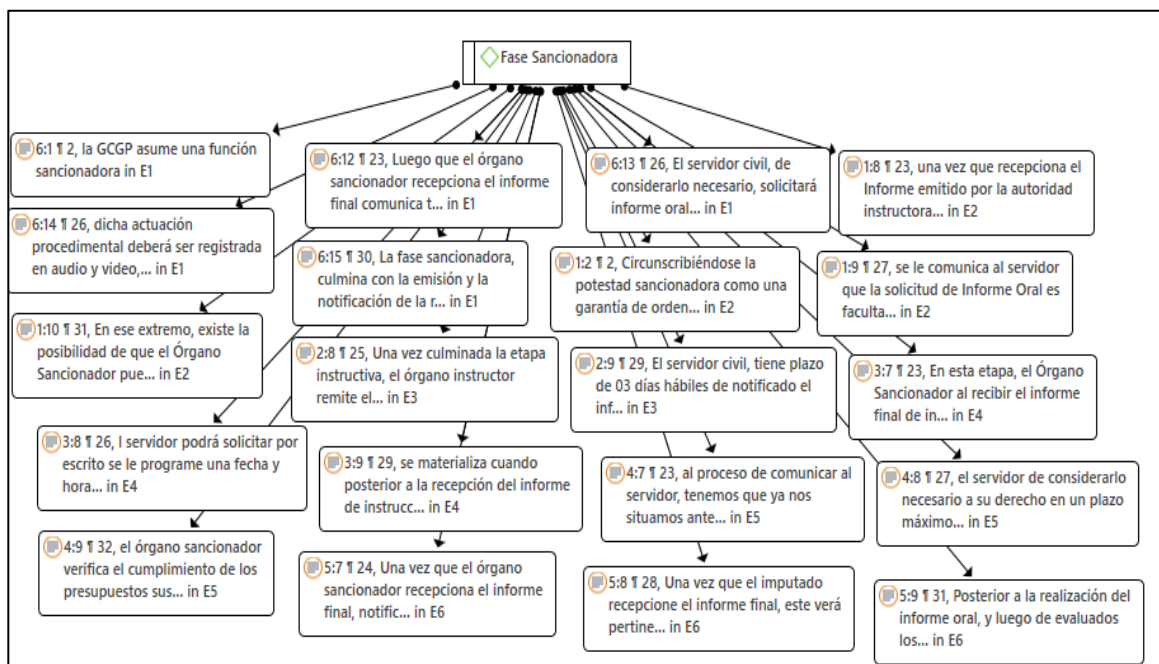 Fase Sancionadora
6:1 ¶ 2, la GCGP asume una función
sancionadora in E1
6:12 ¶ 23, Luego que el órgano
sancionador recepciona el informe
final comunica t... in E1
6:13 ¶ 26, El servidor civil, de
considerarlo necesario, solicitará
informe oral... in E1
1:8 ¶ 23, una vez que recepciona el
Informe emitido por la autoridad
instructora... in E2
6:14 ¶ 26, dicha actuación
procedimental deberá ser registrada
en audio y video,... in E1
6:15 ¶ 30, La fase sancionadora,
culmina con la emisión y la
notificación de la r... in E1
1:2 ¶ 2, Circunscribiéndose la
potestad sancionadora como una
garantía de orden... in E2
1:9 ¶ 27, se le comunica al servidor
que la solicitud de Informe Oral es
faculta... in E2
1:10 ¶ 31, En ese extremo, existe la
posibilidad de que el Órgano
Sancionador pue... in E2
2:8 ¶ 25, Una vez culminada la etapa
instructiva, el órgano instructor
remite el... in E3
2:9 ¶ 29, El servidor civil, tiene plazo
de 03 días hábiles de notificado el
inf... in E3
3:7 ¶ 23, En esta etapa, el Órgano
Sancionador al recibir el informe
final de in... in E4
3:8 ¶ 26, l servidor podrá solicitar por
escrito se le programe una fecha y
hora... in E4
3:9 ¶ 29, se materializa cuando
posterior a la recepción del informe
de instrucc... in E4
4:7 ¶ 23, al proceso de comunicar al
servidor, tenemos que ya nos
situamos ante... in E5
4:8 ¶ 27, el servidor de considerarlo
necesario a su derecho en un plazo
máximo... in E5
4:9 ¶ 32, el órgano sancionador
verifica el cumplimiento de los
presupuestos sus... in E5
5:7 ¶ 24, Una vez que el órgano
sancionador recepciona el informe
final, notific... in E6
5:8 ¶ 28, Una vez que el imputado
recepcione el informe final, este verá
pertine... in E6
5:9 ¶ 31, Posterior a la realización del
informe oral, y luego de evaluados
los... in E6